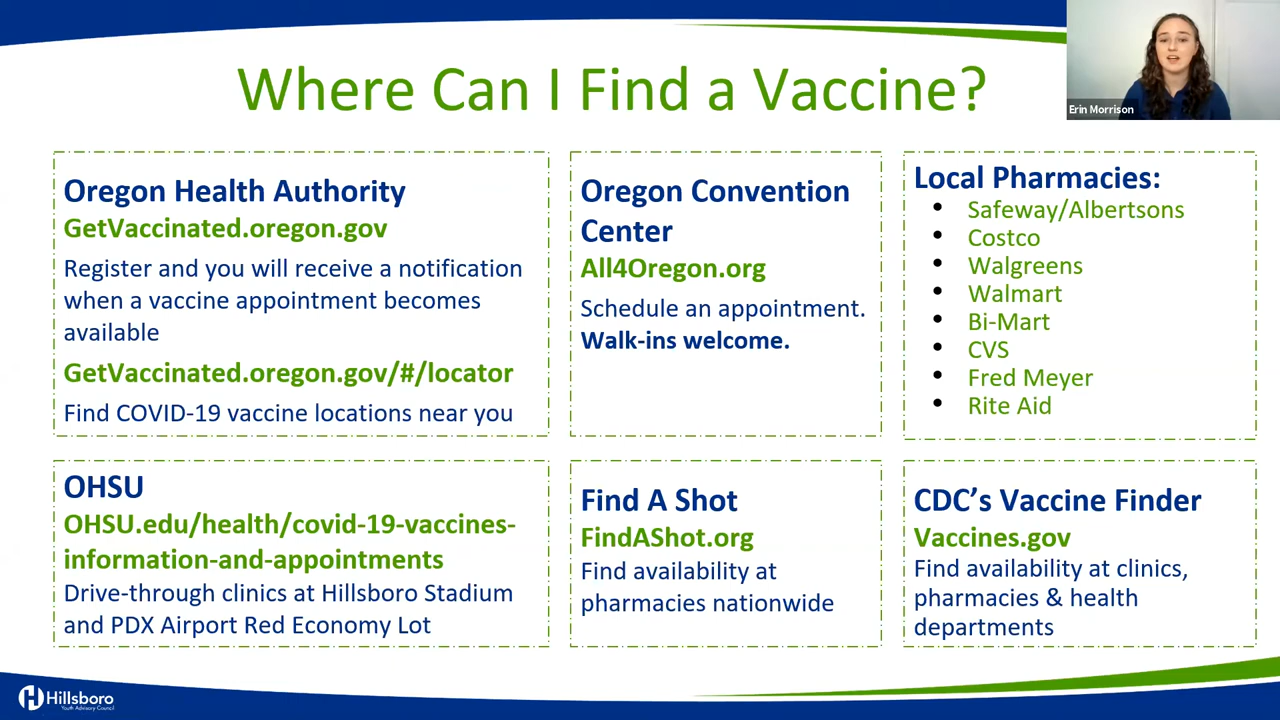 Where Can I Find a Vaccine?
Erin Morrison
Oregon Health Authority
GetVaccinated.oregon.gov
Register and you will receive a notification
when a vaccine appointment becomes
available
GetVaccinated.oregon.gov/#/locator
Find COVID-19 vaccine locations near you
Oregon Convention
Center
All4Oregon.org
Schedule an appointment.
Walk-ins welcome.
Local Pharmacies:
• Safeway/Albertsons
• Costco
• Walgreens
• Walmart
• Bi-Mart
• CVS
• Fred Meyer
• Rite Aid
OHSU
OHSU.edu/health/covid-19-vaccines-
information-and-appointments
Drive-through clinics at Hillsboro Stadium
and PDX Airport Red Economy Lot
Find A Shot
FindAShot.org
Find availability at
pharmacies nationwide
CDC’s Vaccine Finder
Vaccines.gov
Find availability at clinics,
pharmacies & health
departments
Hillsboro
Youth Advisory Council